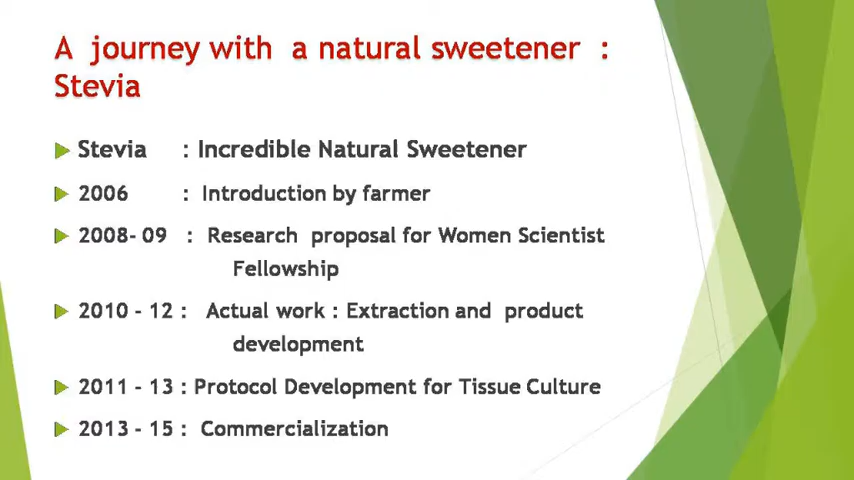 A journey with a natural sweetener :
Stevia
Stevia : Incredible Natural Sweetener
2006 : Introduction by farmer
2008- 09 : Research proposal for Women Scientist
Fellowship
2010 - 12 : Actual work : Extraction and product
development
2011 - 13 : Protocol Development for Tissue Culture
2013 - 15 : Commercialization